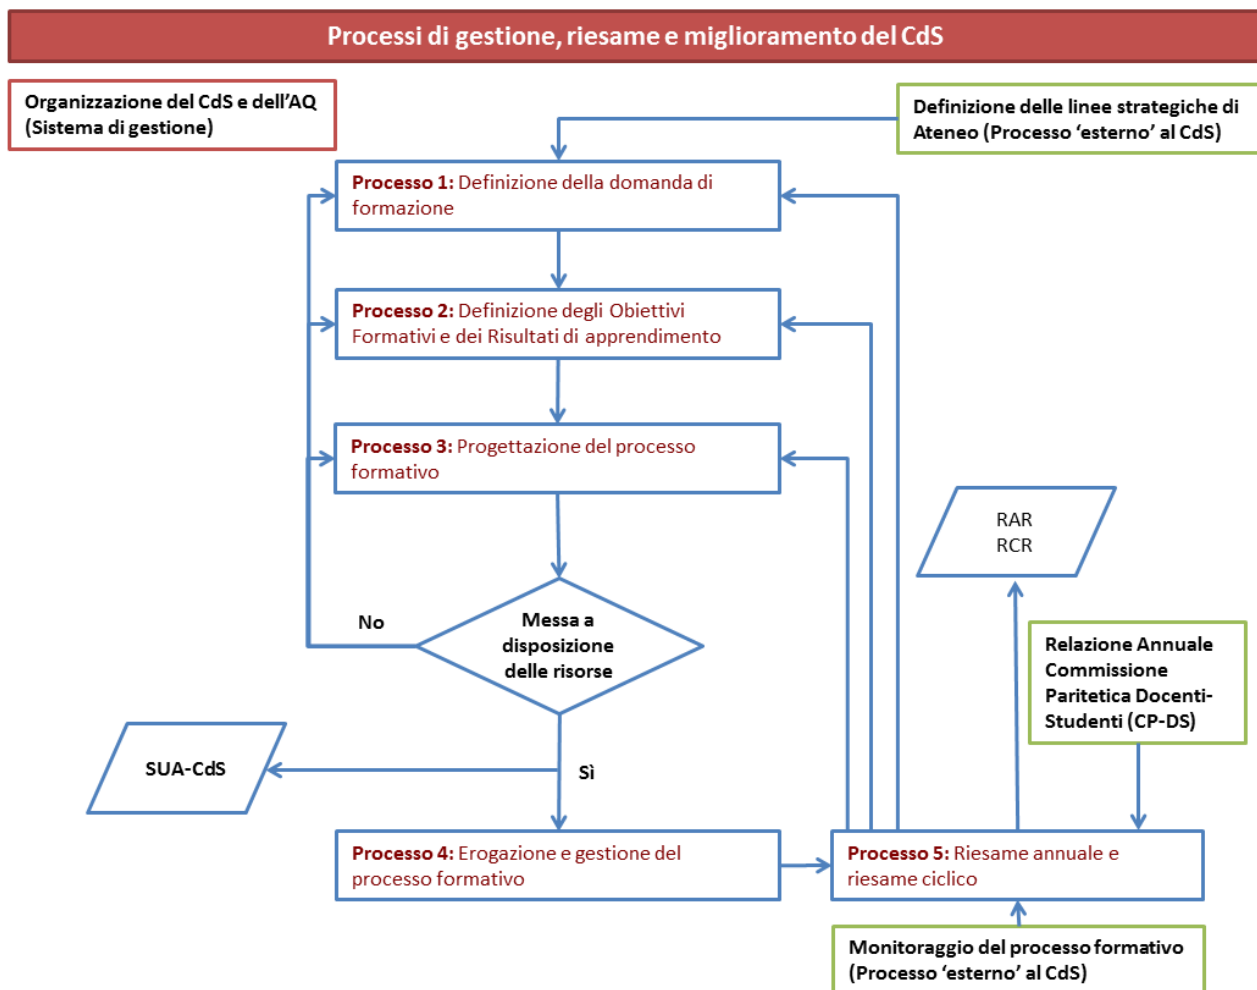 Processi di gestione, riesame e miglioramento del CdS
Organizzazione del CdS e dell'AQ
(Sistema di gestione)
Definizione delle linee strategiche di
Ateneo (Processo ‘esterno’ al CdS)
Processo 1: Definizione della domanda di
formazione
Processo 2: Definizione degli Obiettivi
Formativi e dei Risultati di apprendimento
Processo 3: Progettazione del processo
formativo
RAR
RCR
No
Messa a
disposizione
delle risorse
Relazione Annuale
Commissione
Paritetica Docenti-
Studenti (CP-DS)
SUA-CdS
Sì
Processo 4: Erogazione e gestione del
processo formativo
Processo 5: Riesame annuale e
riesame ciclico
Monitoraggio del processo formativo
(Processo ‘esterno’ al CdS)